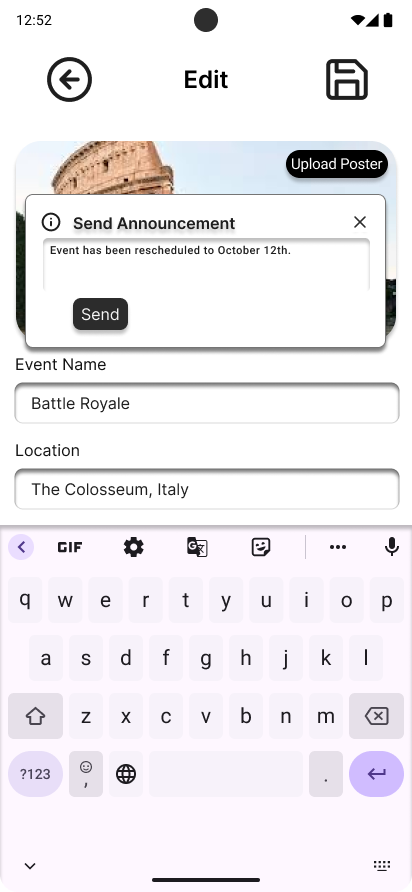 12:52
Edit
Upload Poster
Send Announcement
Event has been rescheduled to October 12th.
Send
Event Name
Battle Royale
Location
The Colosseum, Italy
GIF
q w e r t y u i o p
a s d f g h j k l
z x c v b n m
?123 , .